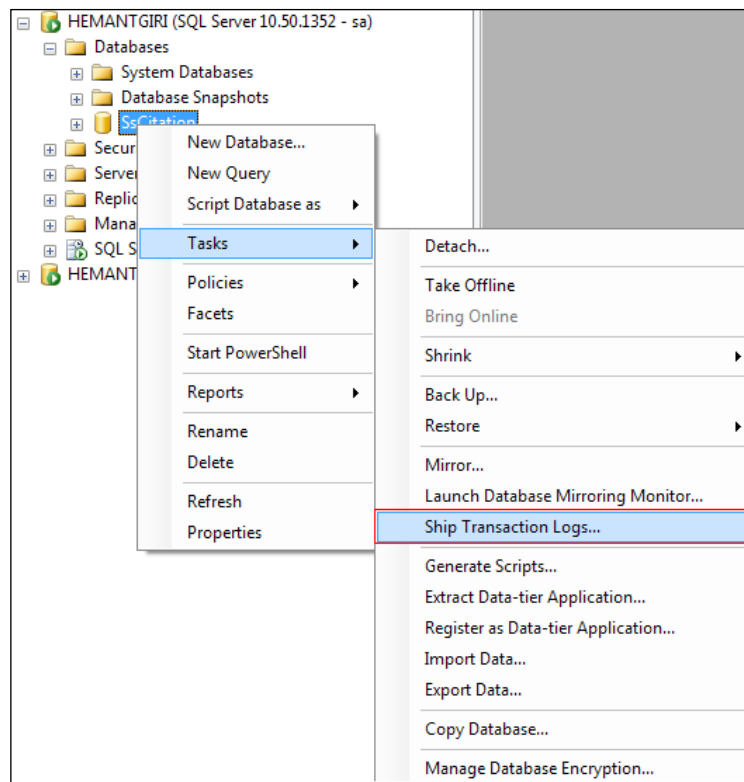 HEMANTGIRI (SQL Server 10.50.1352 - sa)
Databases
System Databases
Database Snapshots
SsCitation
Secur
Server
Replic
Mana
SQL S
HEMANT
New Database...
New Query
Script Database as
Tasks
Policies
Facets
Start PowerShell
Reports
Rename
Delete
Refresh
Properties
Detach...
Take Offline
Bring Online
Shrink
Back Up...
Restore
Mirror...
Launch Database Mirroring Monitor...
Ship Transaction Logs...
Generate Scripts...
Extract Data-tier Application...
Register as Data-tier Application...
Import Data...
Export Data...
Copy Database...
Manage Database Encryption...